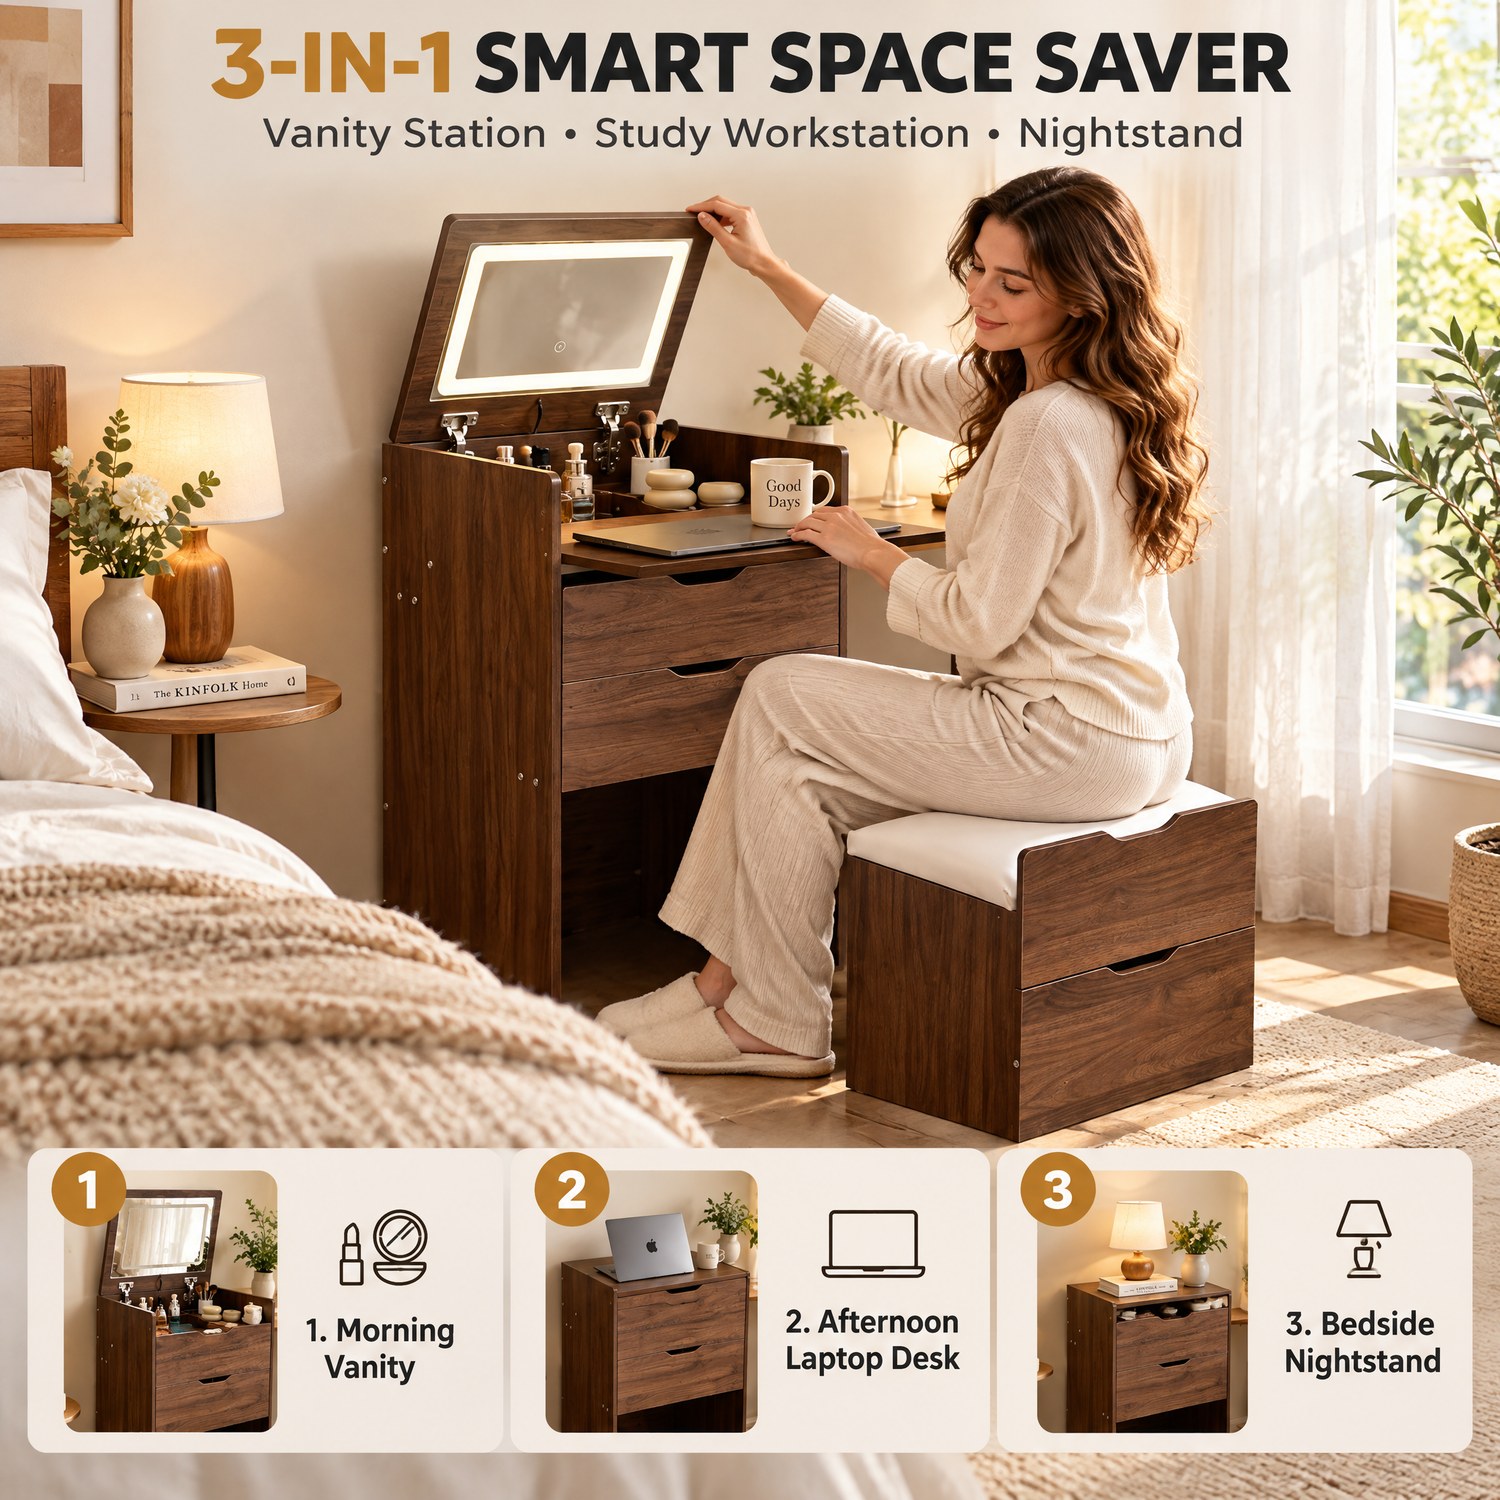 3-IN-1 SMART SPACE SAVER
Vanity Station • Study Workstation • Nightstand
Good
Days
The KINFOLK Home
1
1. Morning
Vanity
2
2. Afternoon
Laptop Desk
3
3. Bedside
Nightstand